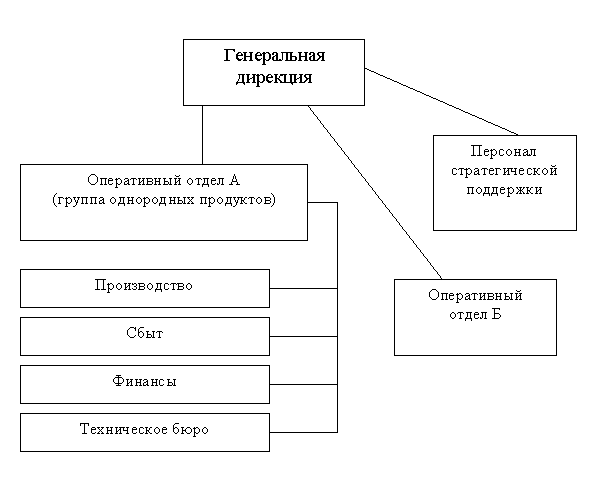 Генеральная
дирекция
Персонал
стратегической
поддержки
Оперативный отдел А
(группа однородных продуктов)
Производство
Оперативный
отдел Б
Сбыт
Финансы
Техническое бюро